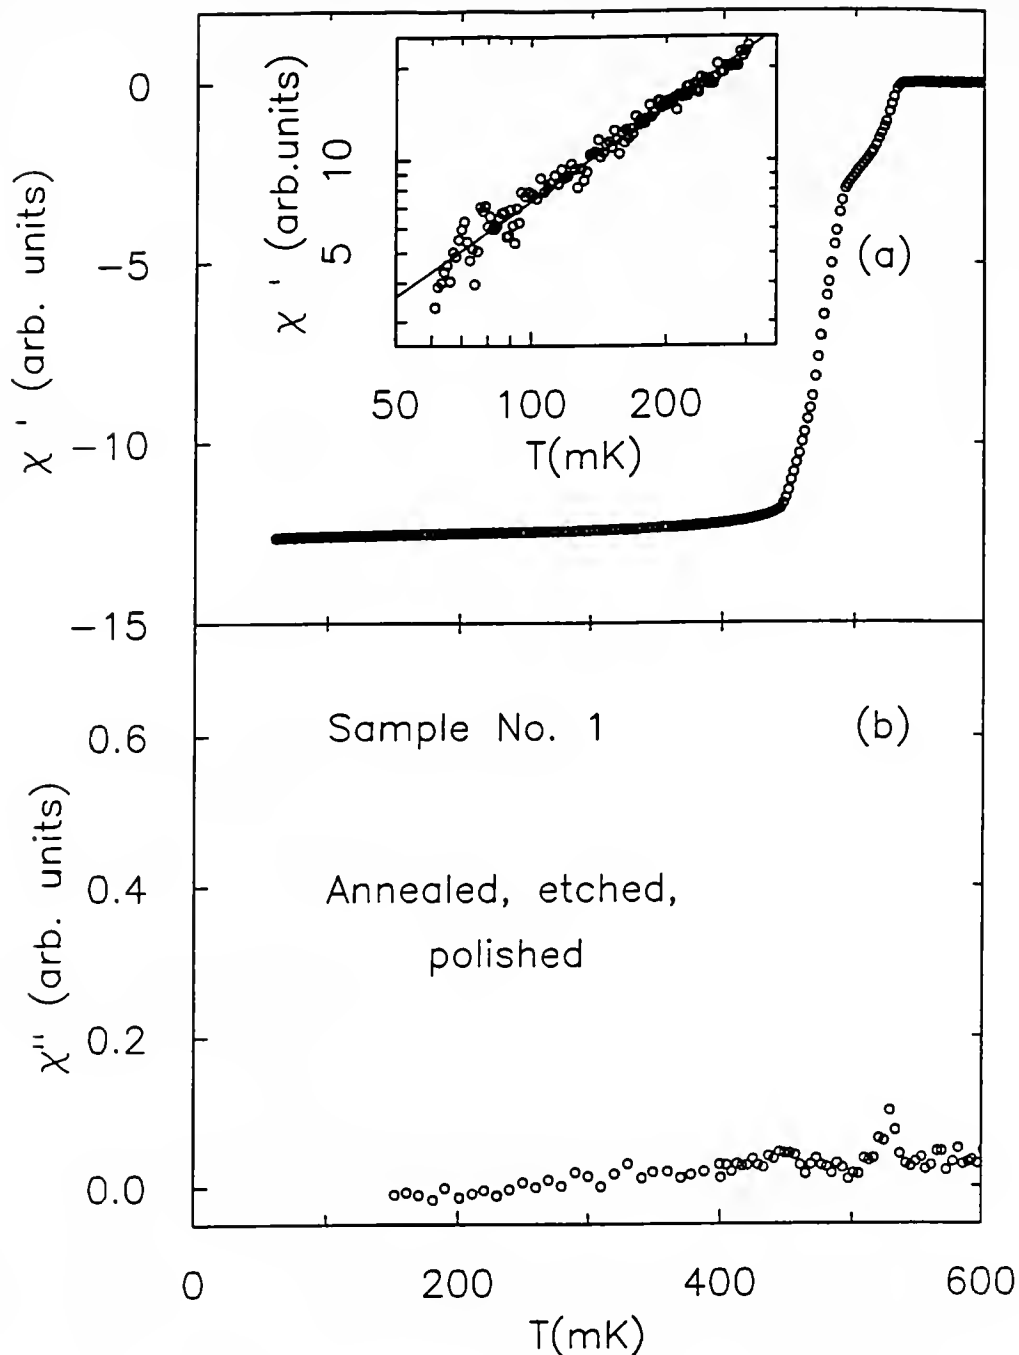 0
−5
−10
−15
χ ' (arb. units)
χ ' (arb.units)
10
5
50 100 200
T(mK)
(a)
Sample No. 1
(b)
Annealed, etched,
polished
0.6
0.4
0.2
0.0
χ" (arb. units)
0 200 400 600
T(mK)